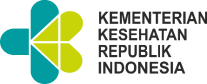 KEMENTERIAN
KESEHATAN
REPUBLIK
INDONESIA